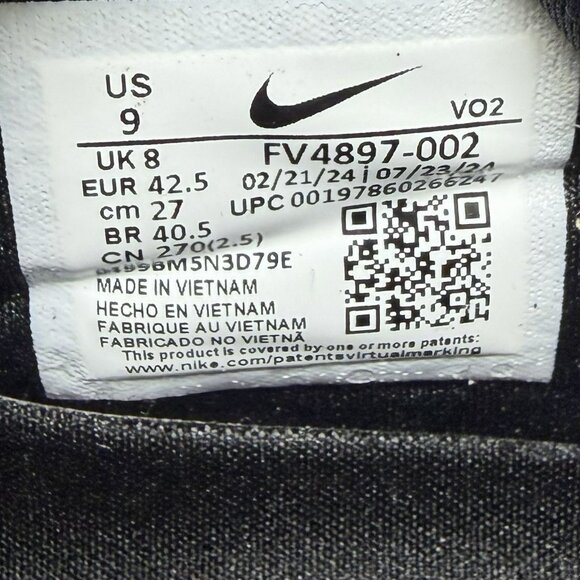 US
9
VO2
UK 8
FV4897-002
EUR 42.5
02/21/24 | 07/23/24
cm 27
UPC 00197860266247
BR 40.5
CN 270(2.5)
BM5N3D79E
MADE IN VIETNAM
HECHO EN VIETNAM
FABRIQUE AU VIETNAM
FABRICADO NO VIETNÃ
This product is covered by one or more patents:
www.nike.com/patentsvirtualmarking